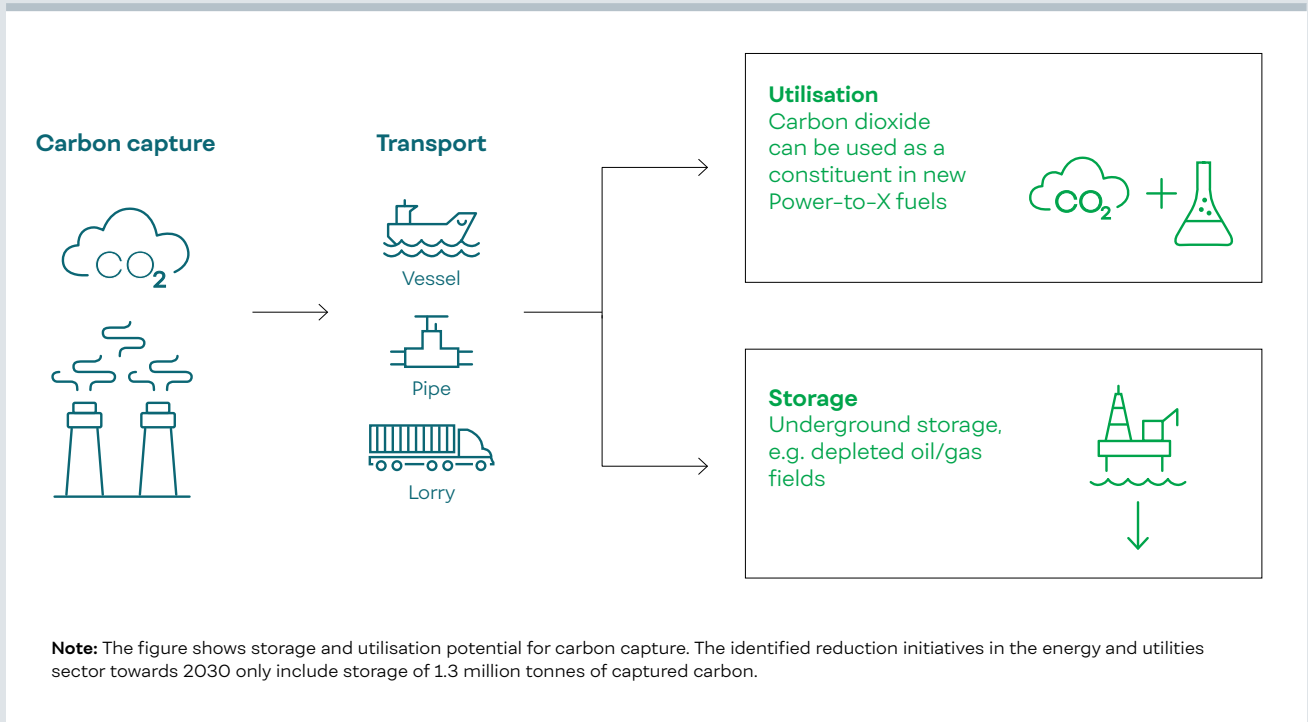 Carbon capture
CO2
Transport
Vessel
Pipe
Lorry
Utilisation
Carbon dioxide
can be used as a
constituent in new
Power-to-X fuels
CO2 +
Storage
Underground storage,
e.g. depleted oil/gas
fields
Note: The figure shows storage and utilisation potential for carbon capture. The identified reduction initiatives in the energy and utilities
sector towards 2030 only include storage of 1.3 million tonnes of captured carbon.